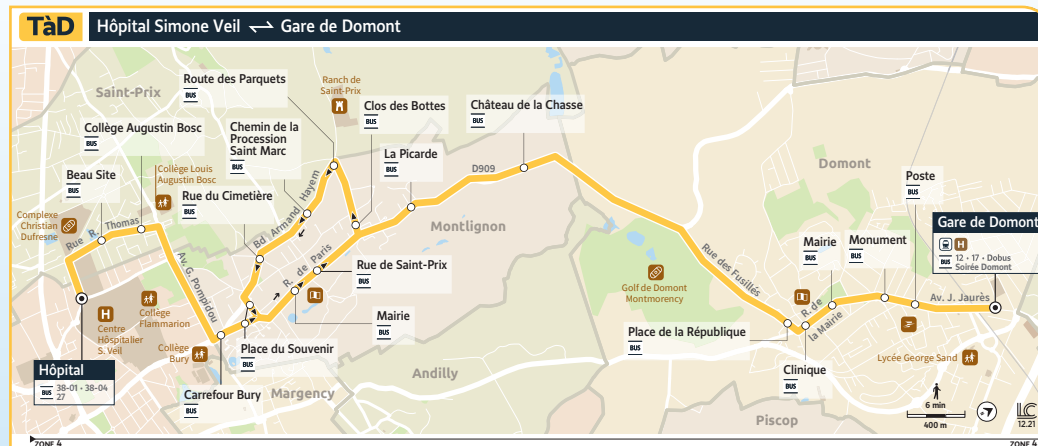 TàD
Hôpital Simone Veil Gare de Domont
Saint-Prix
Route des Parquets
BUS
Ranch de
Saint-Prix
Collège Augustin Bosc
BUS
Chemin de la
Procession
Saint Marc
BUS
Clos des Bottes
BUS
Château de la Chasse
BUS
Beau Site
BUS
Collège Louis
Augustin Bosc
La Picarde
BUS
D909
Domont
Poste
BUS
Rue du Cimetière
BUS
Complexe
Christian
Dufresne
Rue R. Thomas
Bd Armand Hayem
Montlignon
Gare de Domont
H
BUS 12 • 17 • Dobus
Soirée Domont
Mairie
BUS
Monument
BUS
Av. G. Pompidou
R. de Paris
Rue de Saint-Prix
BUS
Rue des Fusillés
Golf de Domont
Montmorency
Av. J. Jaurès
H
Centre
Hôspitalier
S. Veil
Collège
Flammarion
Mairie
BUS
R. de
la Mairie
Place de la République
BUS
Collège
Bury
Place du Souvenir
BUS
Lycée George Sand
Hôpital
BUS 38-01 • 38-04
27
Andilly
Clinique
BUS
Carrefour Bury
BUS
Margency
6 min
400 m
LC
12.21
Piscop
ZONE 4
ZONE 4